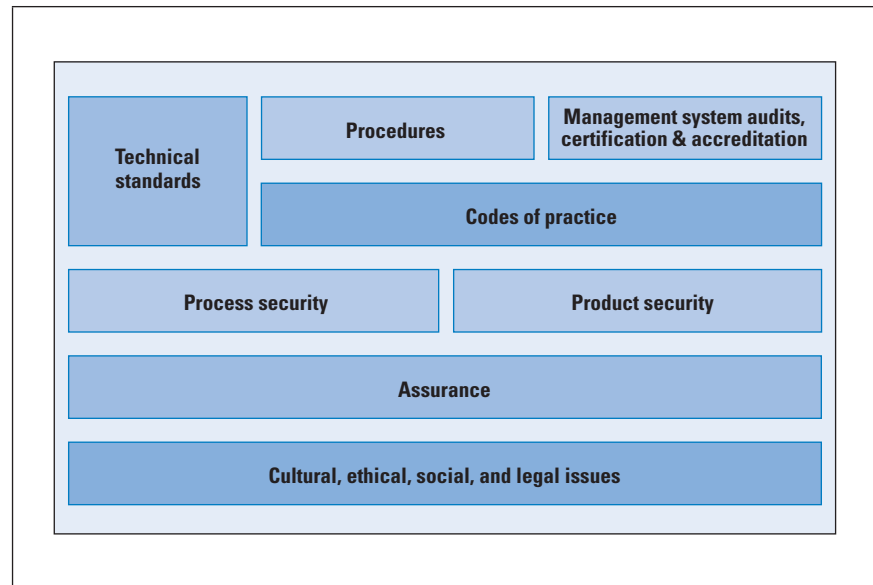 Technical
standards
Procedures
Management system audits,
certification & accreditation
Codes of practice
Process security
Product security
Assurance
Cultural, ethical, social, and legal issues